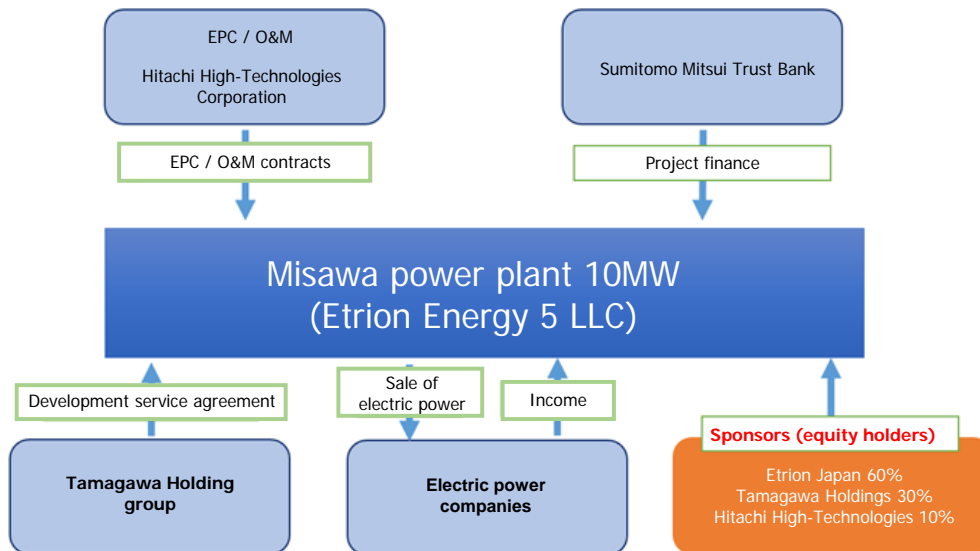 EPC / O&M
Hitachi High-Technologies
Corporation
Sumitomo Mitsui Trust Bank
EPC / O&M contracts
Project finance
Misawa power plant 10MW
(Etrion Energy 5 LLC)
Development service agreement
Sale of
electric power
Income
Sponsors (equity holders)
Tamagawa Holding
group
Electric power
companies
Etrion Japan 60%
Tamagawa Holdings 30%
Hitachi High-Technologies 10%